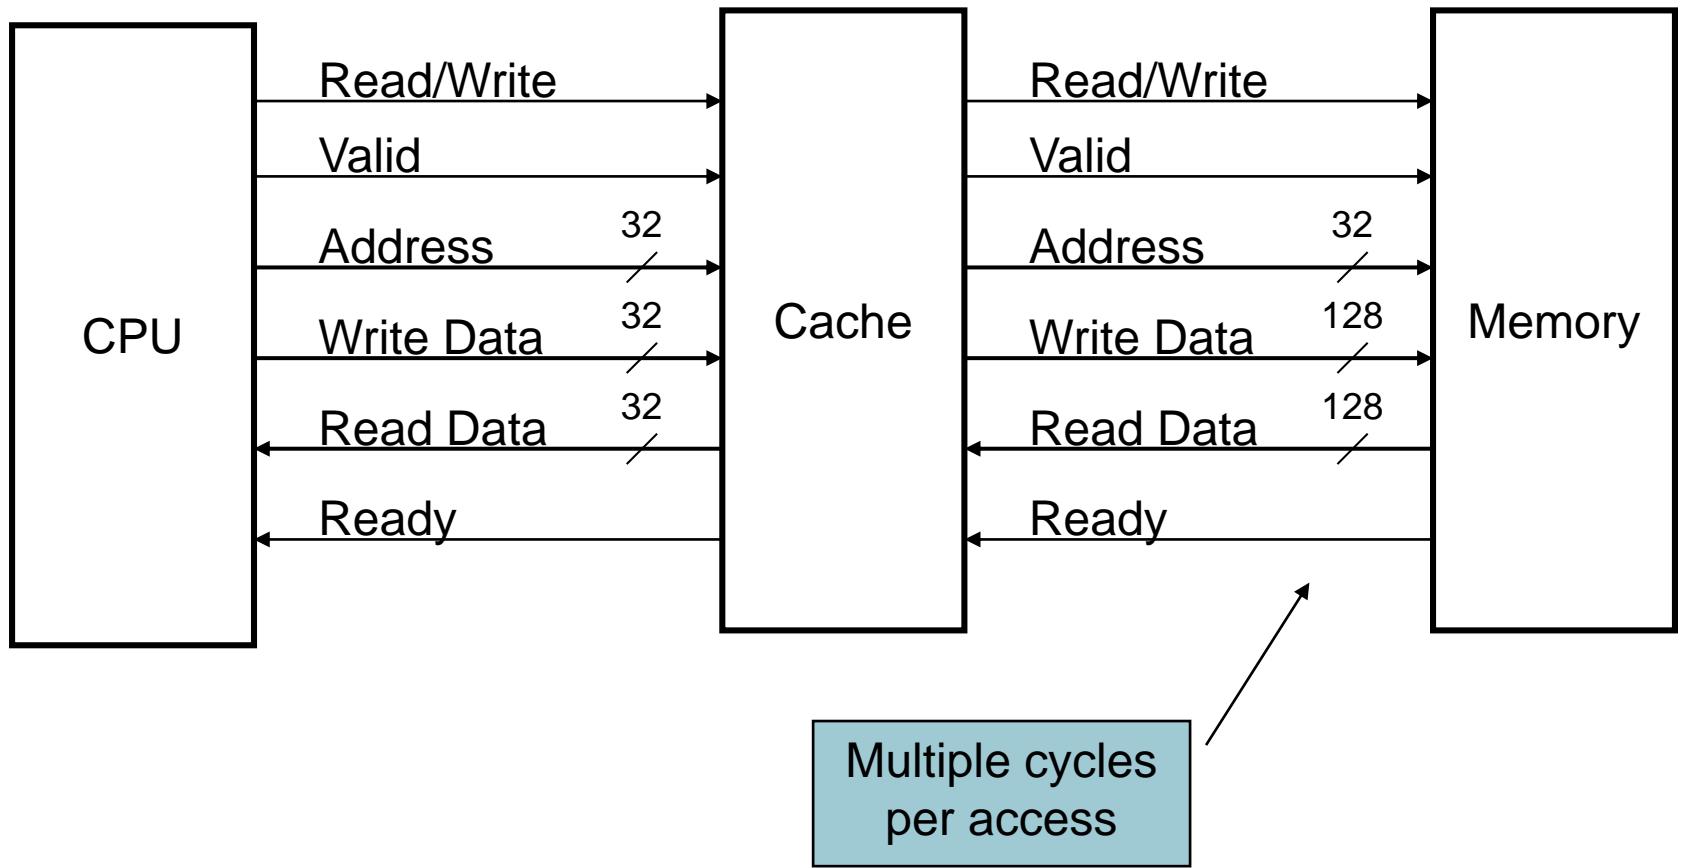 CPU
Read/Write
Valid
Address
32
Write Data
32
Read Data
32
Ready
Cache
Read/Write
Valid
Address
32
Write Data
128
Read Data
128
Ready
Memory
Multiple cycles
per access